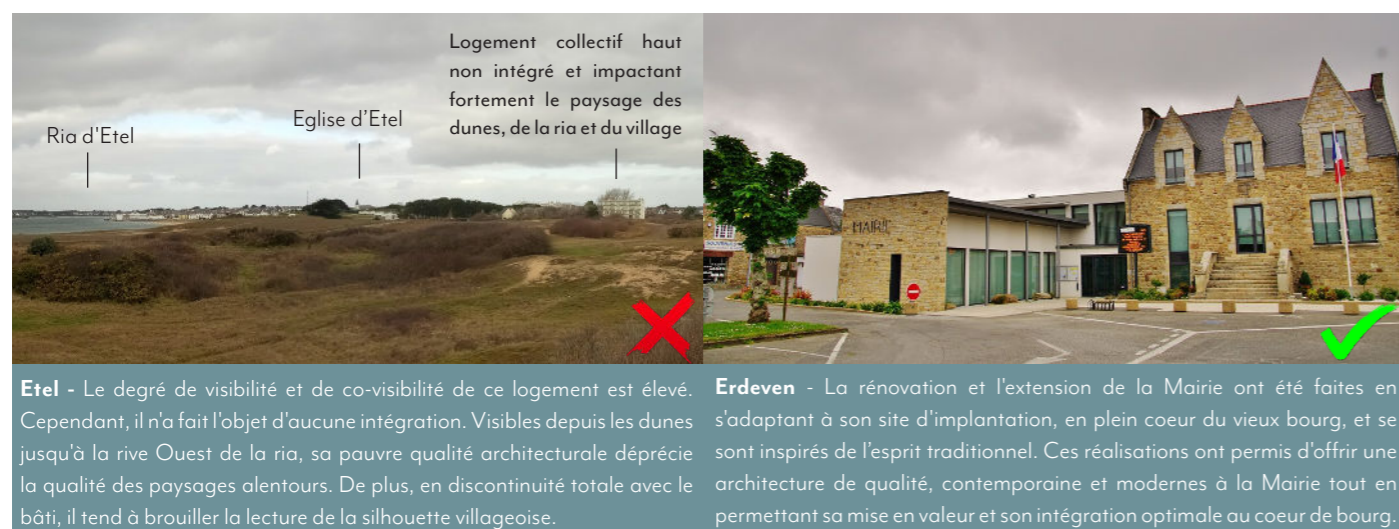 Logement collectif haut
non intégré et impactant
fortement le paysage des
dunes, de la ria et du village
Eglise d'Etel
Ria d'Etel
MAIRIE
Etel - Le degré de visibilité et de co-visibilité de ce logement est élevé.
Cependant, il n'a fait l'objet d'aucune intégration. Visibles depuis les dunes
jusqu'à la rive Ouest de la ria, sa pauvre qualité architecturale déprécie
la qualité des paysages alentours. De plus, en discontinuité totale avec le
bâti, il tend à brouiller la lecture de la silhouette villageoise.
Erdeven - La rénovation et l'extension de la Mairie ont été faites en
s'adaptant à son site d'implantation, en plein coeur du vieux bourg, et se
sont inspirés de l'esprit traditionnel. Ces réalisations ont permis d'offrir une
architecture de qualité, contemporaine et modernes à la Mairie tout en
permettant sa mise en valeur et son intégration optimale au coeur de bourg.